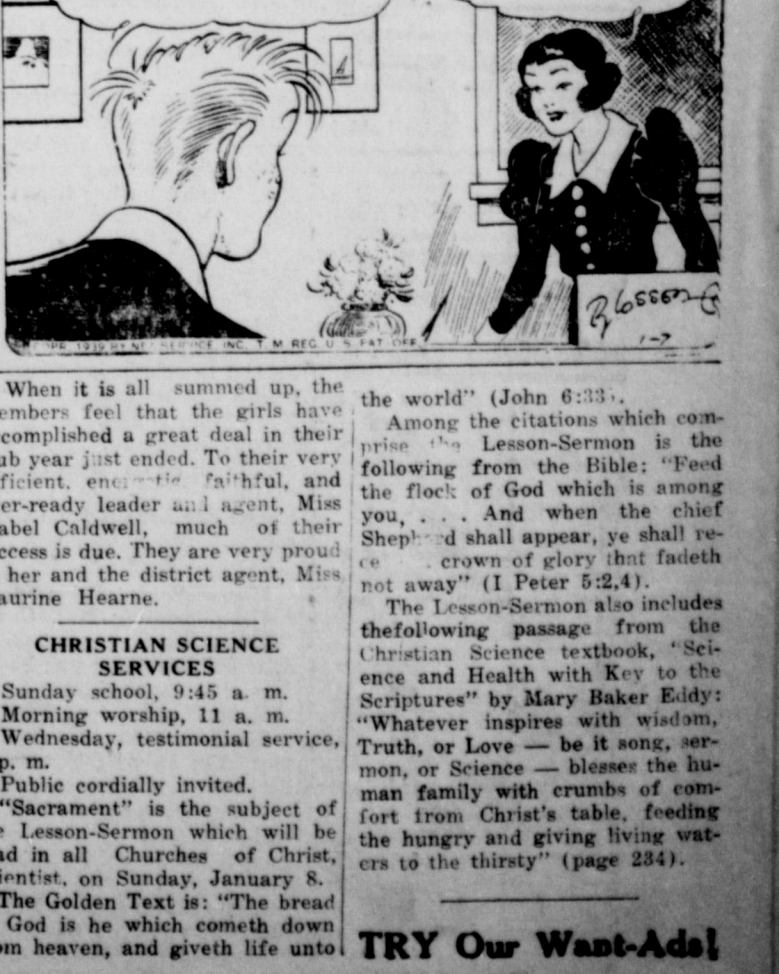 Blosser
1-7
1939 BY NEA SERVICE INC. T. M. REG. U. S. PAT. OFF.
When it is all summed up, the
embers feel that the girls have
complished a great deal in their
ub year just ended. To their very
ficient, faithful, and
er-ready leader and agent, Miss
abel Caldwell, much of their
ccess is due. They are very proud
her and the district agent, Miss
aurine Hearne.
CHRISTIAN SCIENCE
SERVICES
Sunday school, 9:45 a. m.
Morning worship, 11 a. m.
Wednesday, testimonial service,
p. m.
Public cordially invited.
"Sacrament" is the subject of
e Lesson-Sermon which will be
ad in all Churches of Christ,
ientist, on Sunday, January 8.
The Golden Text is: "The bread
God is he which cometh down
om heaven, and giveth life unto
the world" (John 6:33).
Among the citations which com-
prise the Lesson-Sermon is the
following from the Bible: "Feed
the flock of God which is among
you, . . . And when the chief
Shepherd shall appear, ye shall re-
crown of glory that fadeth
not away" (I Peter 5:2,4).
The Lesson-Sermon also includes
thefollowing passage from the
Christian Science textbook, "Sci-
ence and Health with Key to the
Scriptures" by Mary Baker Eddy:
"Whatever inspires with wisdom,
Truth, or Love — be it song, ser-
mon, or Science — blesses the hu-
man family with crumbs of com-
fort from Christ's table, feeding
the hungry and giving living wat-
ers to the thirsty" (page 234).
TRY Our Want-Ads!